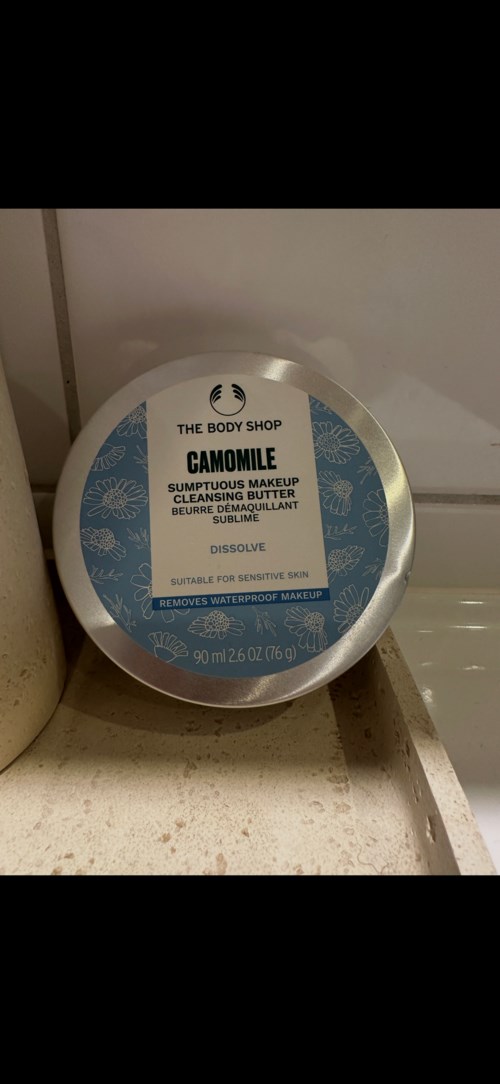 THE BODY SHOP
CAMOMILE
SUMPTUOUS MAKEUP
CLEANSING BUTTER
BEURRE DÉMAQUILLANT
SUBLIME
DISSOLVE
SUITABLE FOR SENSITIVE SKIN
REMOVES WATERPROOF MAKEUP
90 ml 2.6 OZ (76 g)